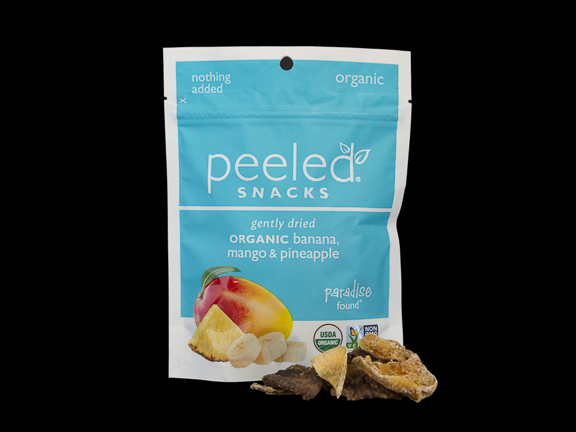 nothing
added
organic
peeled
SNACKS
gently dried
ORGANIC banana,
mango & pineapple
paradise
found®
USDA
ORGANIC
NON
GMO